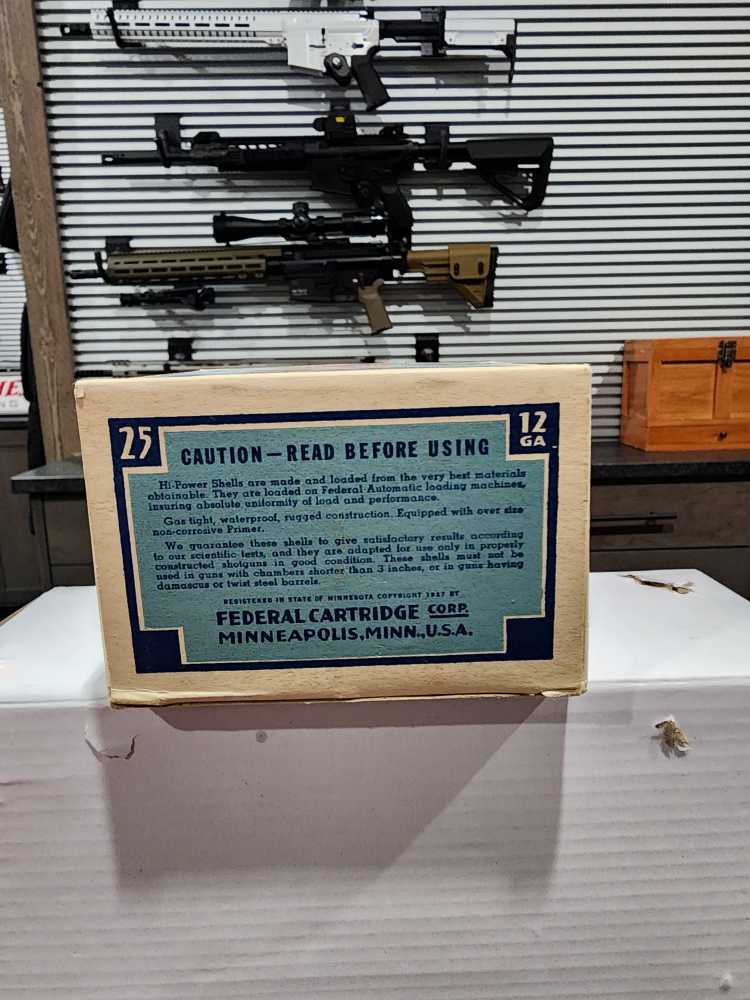 25
12
GA
CAUTION—READ BEFORE USING
Hi-Power Shells are made and loaded from the very best materials
obtainable. They are loaded on Federal Automatic loading machines,
insuring absolute uniformity of load and performance.
Gas tight, waterproof, rugged construction. Equipped with over size
non-corrosive Primer.
We guarantee these shells to give satisfactory results according
to our scientific tests, and they are adapted for use only in properly
constructed shotguns in good condition. These shells must not be
used in guns with chambers shorter than 3 inches, or in guns having
damascus or twist steel barrels.
REGISTERED IN STATE OF MINNESOTA COPYRIGHT 1937 BY
FEDERAL CARTRIDGE CORP.
MINNEAPOLIS, MINN., U.S.A.